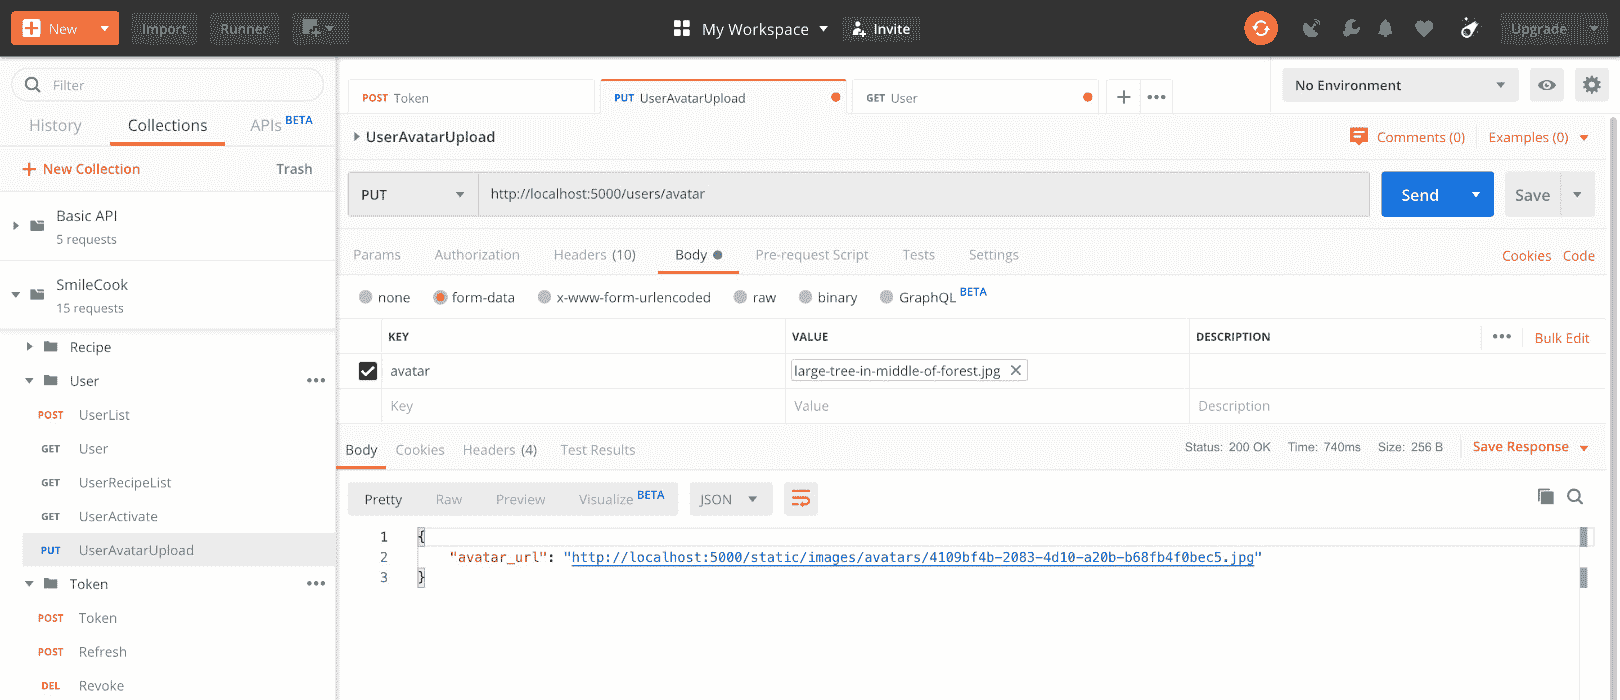 New Import Runner My Workspace Invite Upgrade
Filter
History Collections APIs BETA
New Collection Trash
Basic API
5 requests
SmileCook
15 requests
Recipe
User
POST UserList
GET User
GET UserRecipeList
GET UserActivate
PUT UserAvatarUpload
Token
POST Token
POST Refresh
DEL Revoke
POST Token PUT UserAvatarUpload GET User No Environment
UserAvatarUpload Comments (0) Examples (0)
PUT http://localhost:5000/users/avatar Send Save
Params Authorization Headers (10) Body Pre-request Script Tests Settings Cookies Code
none form-data x-www-form-urlencoded raw binary GraphQL BETA
KEY VALUE DESCRIPTION Bulk Edit
avatar large-tree-in-middle-of-forest.jpg
Key Value Description
Body Cookies Headers (4) Test Results Status: 200 OK Time: 740ms Size: 256 B Save Response
Pretty Raw Preview Visualize BETA JSON
1 {
2 "avatar_url": "http://localhost:5000/static/images/avatars/4109bf4b-2083-4d10-a20b-b68fb4f0bec5.jpg"
3 }